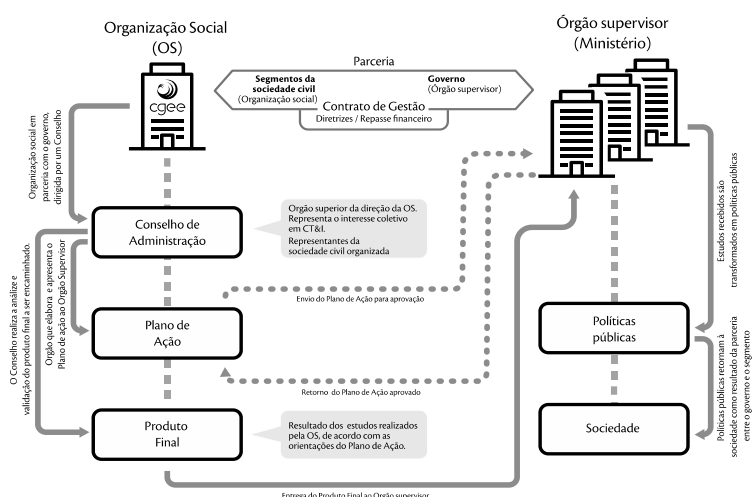 Organização Social
(OS)
cgee
Parceria
Segmentos da
sociedade civil
(Organização social)
Governo
(Órgão supervisor)
Contrato de Gestão
Diretrizes / Repasse financeiro
Órgão supervisor
(Ministério)
Organização social em
parceria com o governo,
dirigida por um Conselho
Conselho de
Administração
Orgão superior da direção da OS.
Representa o interesse coletivo
em CT&I.
Representantes da
sociedade civil organizada
Estudos recebidos são
transformados em políticas públicas
O Conselho realiza a análize e
validação do produto final a ser encaminhado.
Orgão que elabora e apresenta o
Plano de ação ao Orgão Supervisor
Envio do Plano de Ação para aprovação
Plano de
Ação
Políticas
públicas
Retorno do Plano de Ação aprovado
Políticas públicas retornam à
sociedade como resultado da parceria
entre o governo e o segmento
Produto
Final
Resultado dos estudos realizados
pela OS, de acordo com as
orientações do Plano de Ação.
Sociedade
Entrega do Produto Final ao Orgão supervisor